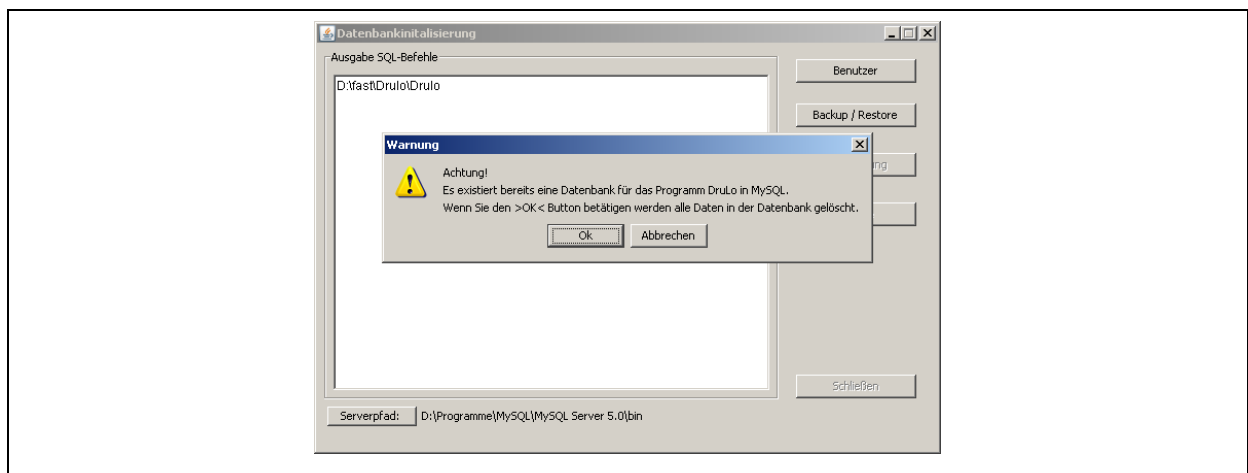 Datenbankinitalisierung
Ausgabe SQL-Befehle
Benutzer
D:\fast\Drulo\Drulo
Backup / Restore
Warnung
Achtung!
Es existiert bereits eine Datenbank für das Programm DruLo in MySQL.
Wenn Sie den >OK< Button betätigen werden alle Daten in der Datenbank gelöscht.
Ok
Abbrechen
Schließen
Serverpfad:
D:\Programme\MySQL\MySQL Server 5.0\bin